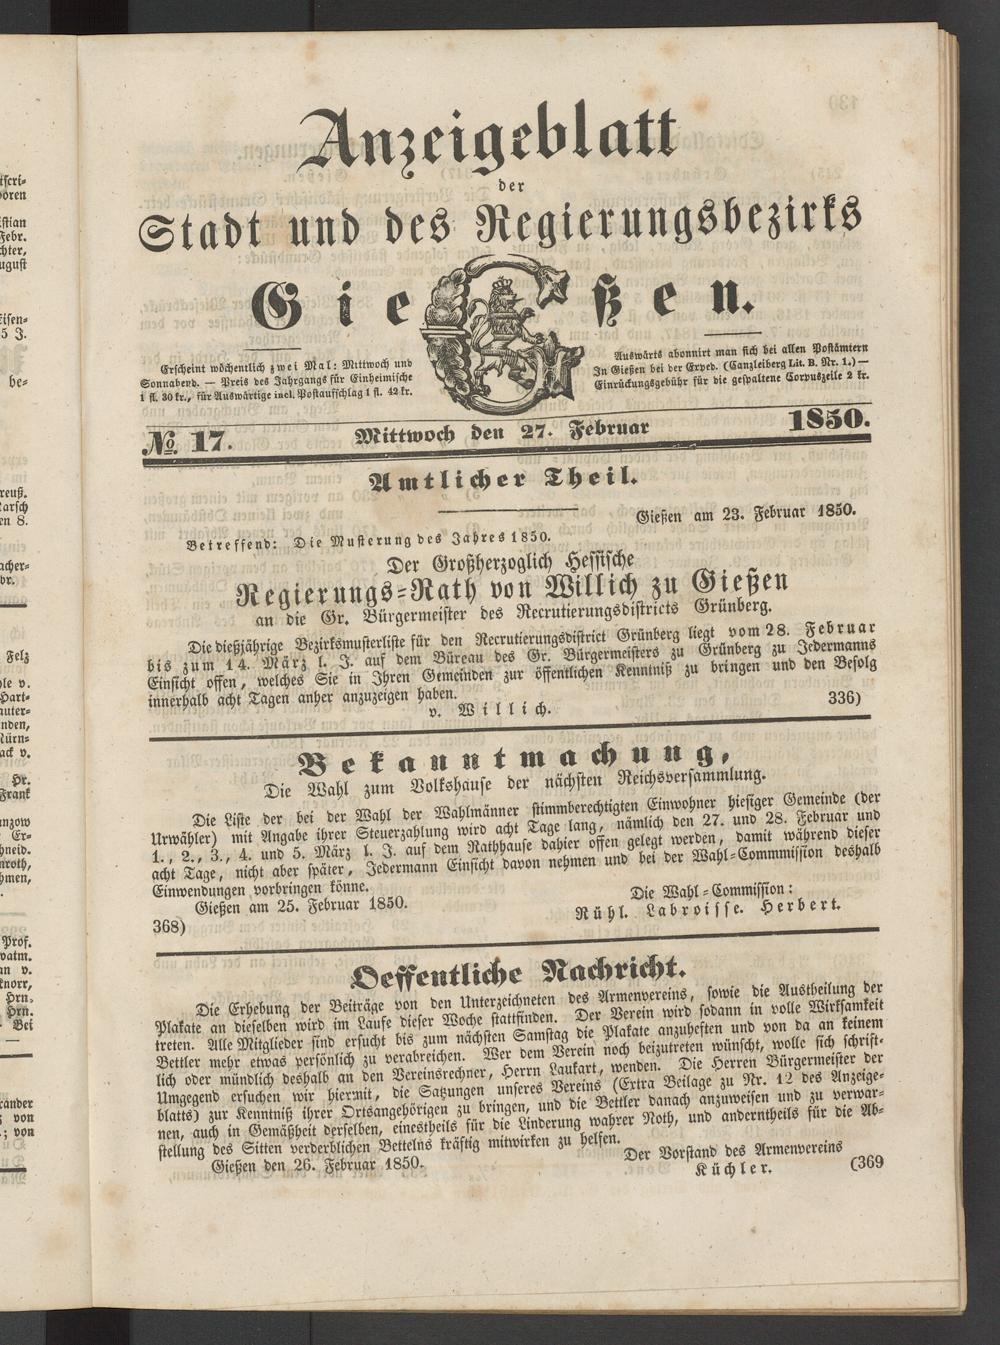 Anzeigeblatt
der
Stadt und des Regierungsbezirks
Gießen.
Erscheint wöchentlich zwei Mal: Mittwoch und
Sonnabend. — Preis des Jahrgangs für Einheimische
1 fl. 30 kr., für Auswärtige incl. Postaufschlag 1 fl. 42 kr.
Auswärts abonnirt man sich bei allen Postämtern
In Gießen bei der Exped. (Canzleiberg Lit. B. Nr. 1.) —
Einrückungsgebühr für die gespaltene Corpuszeile 2 kr.
No. 17. Mittwoch den 27. Februar 1850.
Amtlicher Theil.
Gießen am 23. Februar 1850.
Betreffend: Die Musterung des Jahres 1850.
Der Großherzoglich Hessische
Regierungs-Rath von Willich zu Gießen
an die Gr. Bürgermeister des Recrutierungsdistricts Grünberg.
Die dießjährige Bezirksmusterliste für den Recrutierungsdistrict Grünberg liegt vom 28. Februar
bis zum 14. März l. J. auf dem Büreau des Gr. Bürgermeisters zu Grünberg zu Jedermanns
Einsicht offen, welches Sie in Ihren Gemeinden zur öffentlichen Kenntniß zu bringen und den Befolg
innerhalb acht Tagen anher anzuzeigen haben.
v. Willich. 336)
Bekanntmachung,
Die Wahl zum Volkshause der nächsten Reichsversammlung.
Die Liste der bei der Wahl der Wahlmänner stimmberechtigten Einwohner hiesiger Gemeinde (der
Urwähler) mit Angabe ihrer Steuerzahlung wird acht Tage lang, nämlich den 27. und 28. Februar und
1., 2., 3., 4. und 5. März l. J. auf dem Rathhause dahier offen gelegt werden, damit während dieser
acht Tage, nicht aber später, Jedermann Einsicht davon nehmen und bei der Wahl-Commmission deshalb
Einwendungen vorbringen könne.
Gießen am 25. Februar 1850.
Die Wahl-Commission:
Rühl. Labroisse. Herbert.
368)
Oeffentliche Nachricht.
Die Erhebung der Beiträge von den Unterzeichneten des Armenvereins, sowie die Austheilung der
Plakate an dieselben wird im Laufe dieser Woche stattfinden. Der Verein wird sodann in volle Wirksamkeit
treten. Alle Mitglieder sind ersucht bis zum nächsten Samstag die Plakate anzuheften und von da an keinem
Bettler mehr etwas persönlich zu verabreichen. Wer dem Verein noch beizutreten wünscht, wolle sich schrift-
lich oder mündlich deshalb an den Vereinsrechner, Herrn Laukart, wenden. Die Herren Bürgermeister der
Umgegend ersuchen wir hiermit, die Satzungen unseres Vereins (Extra Beilage zu Nr. 12 des Anzeige-
blatts) zur Kenntniß ihrer Ortsangehörigen zu bringen, und die Bettler danach anzuweisen und zu verwar-
nen, auch in Gemäßheit derselben, einestheils für die Linderung wahrer Noth, und anderntheils für die Ab-
stellung des Sitten verderblichen Bettelns kräftig mitwirken zu helfen.
Gießen den 26. Februar 1850.
Der Vorstand des Armenvereins
Küchler. (369